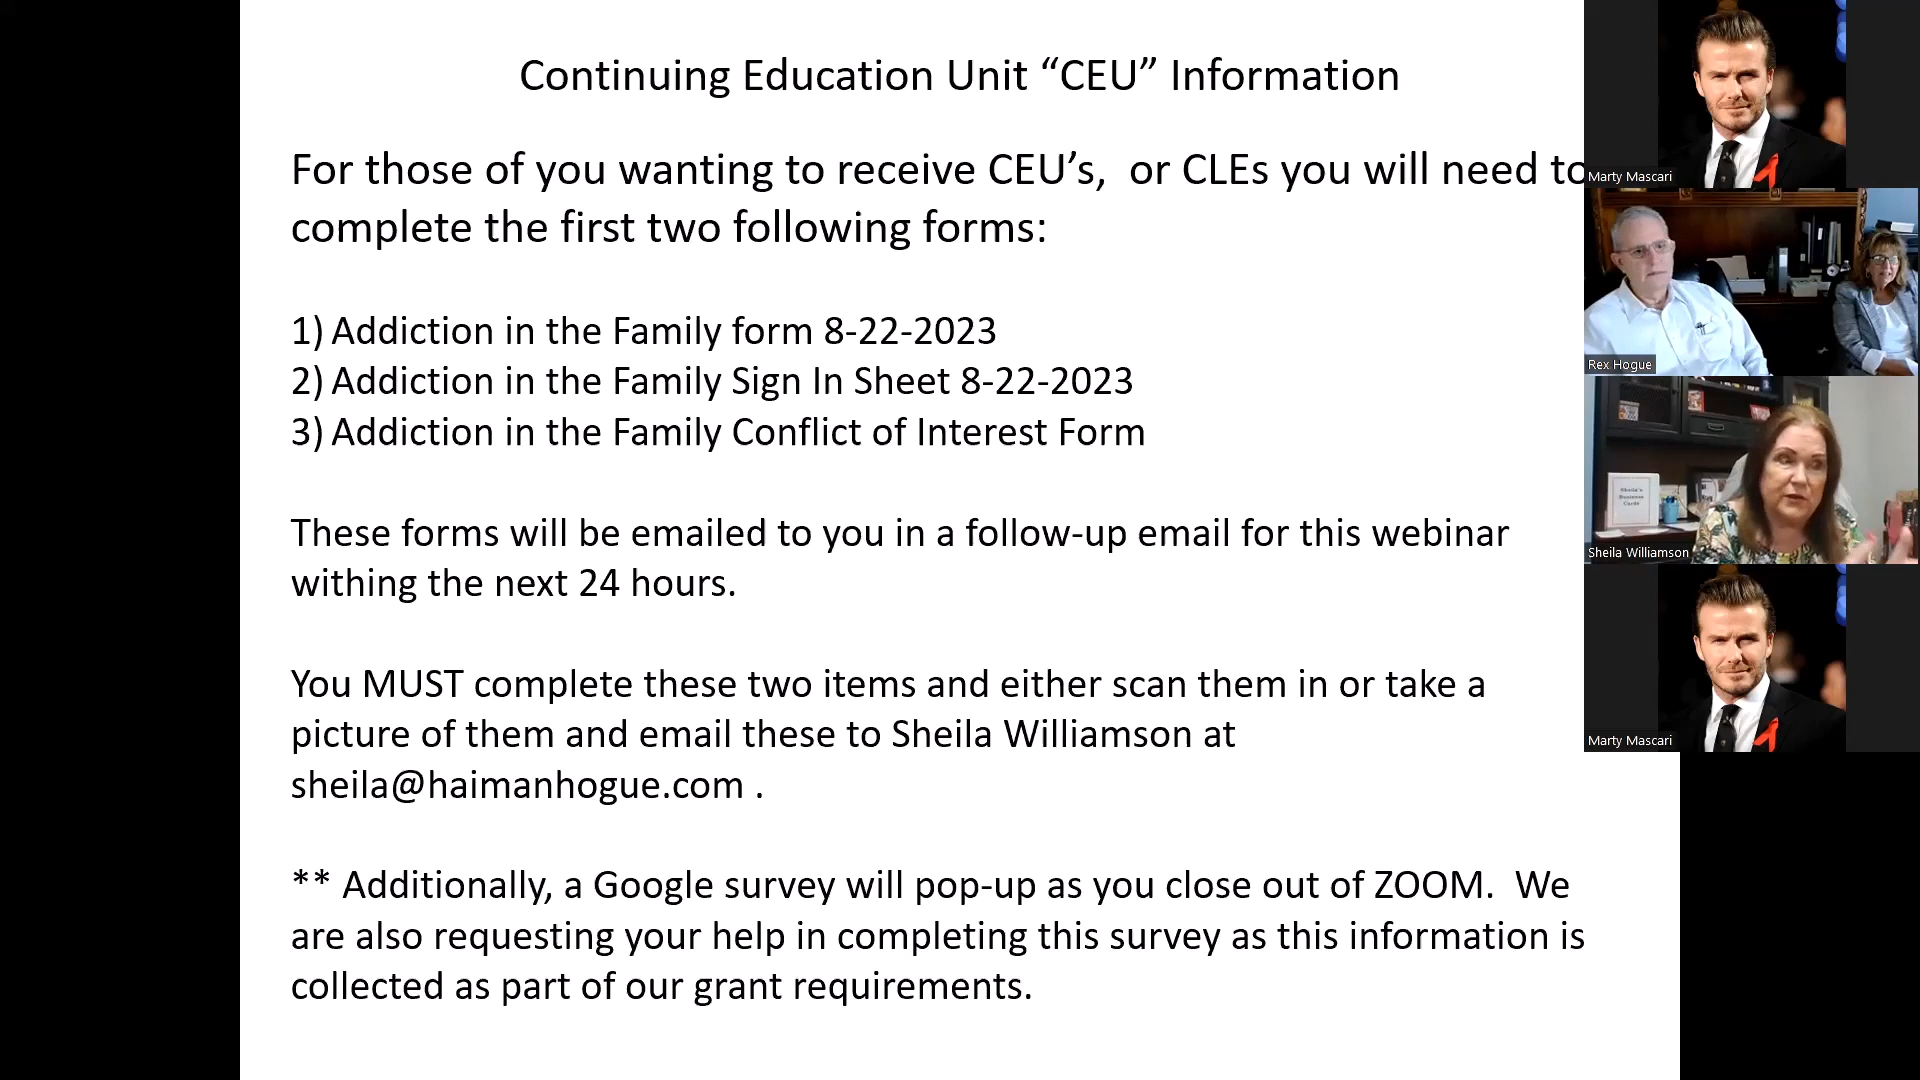 Continuing Education Unit “CEU” Information
For those of you wanting to receive CEU’s,  or CLEs you will need to
complete the first two following forms:
1) Addiction in the Family form 8-22-2023
2) Addiction in the Family Sign In Sheet 8-22-2023
3) Addiction in the Family Conflict of Interest Form
These forms will be emailed to you in a follow-up email for this webinar
withing the next 24 hours.
You MUST complete these two items and either scan them in or take a
picture of them and email these to Sheila Williamson at
sheila@haimanhogue.com .
** Additionally, a Google survey will pop-up as you close out of ZOOM.  We
are also requesting your help in completing this survey as this information is
collected as part of our grant requirements.
Marty Mascari
Rex Hogue
Sheila's
Business
Cards
Sheila Williamson
Marty Mascari